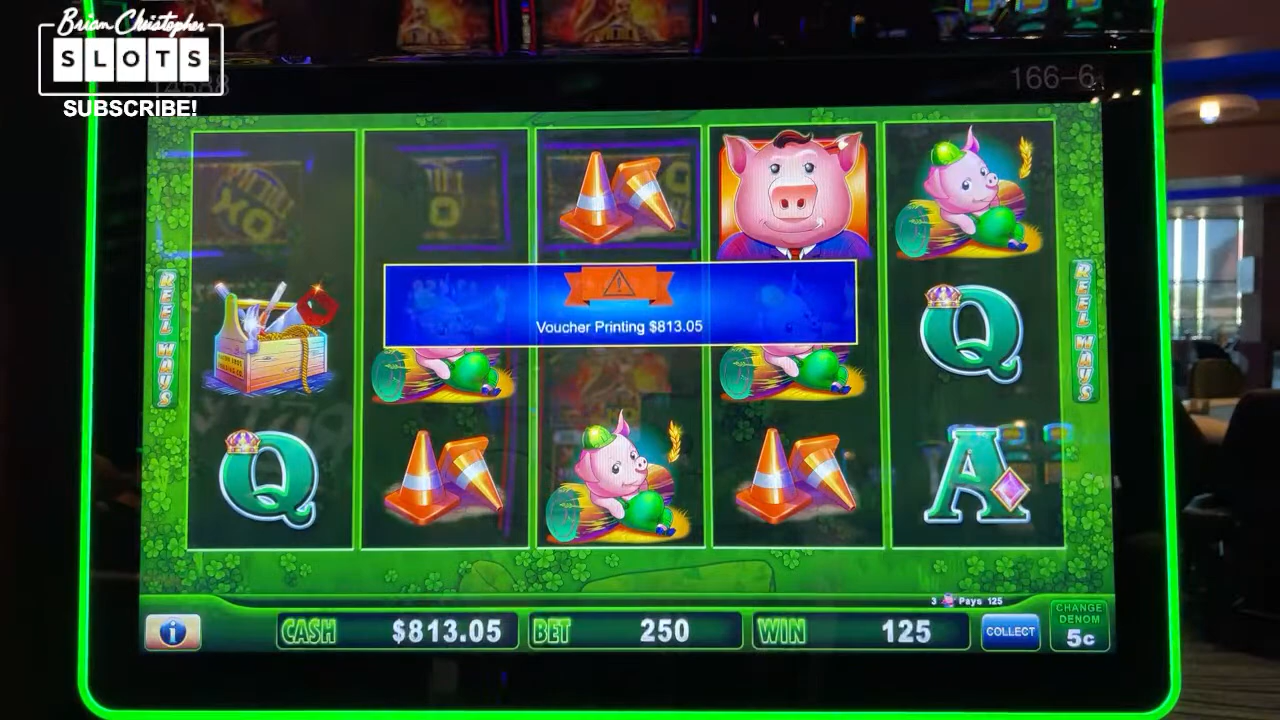 Brian Christopher
SLOTS
SUBSCRIBE!
14588
166-6
REEL WAYS
REEL WAYS
Voucher Printing $813.05
Q
Q
A
3 Pays 125
i
CASH $813.05
BET 250
WIN 125
COLLECT
CHANGE
DENOM
5c